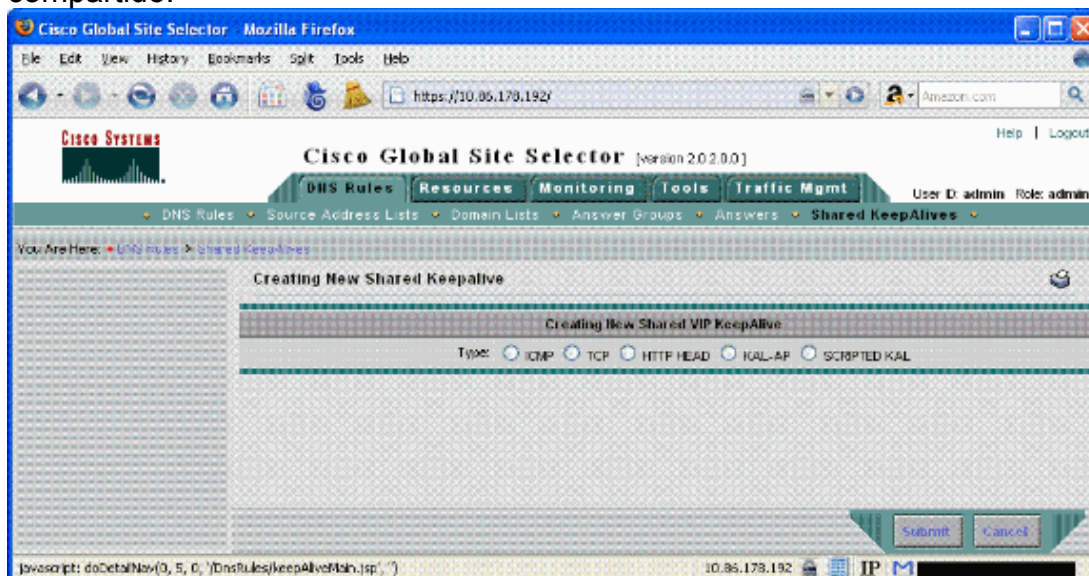 compartido.
Cisco Global Site Selector - Mozilla Firefox
File Edit View History Bookmarks Split Tools Help
https://10.86.178.192/
Amazon.com
Help | Logout
CISCO SYSTEMS
Cisco Global Site Selector [version 2.0.2.0.0]
DNS Rules Resources Monitoring Tools Traffic Mgmt
User ID: admin Role: admin
DNS Rules Source Address Lists Domain Lists Answer Groups Answers Shared KeepAlives
You Are Here: DNS Rules > Shared KeepAlives
Creating New Shared Keepalive
Creating New Shared VIP KeepAlive
Type: ICMP TCP HTTP HEAD KAL-AP SCRIPTED KAL
Submit Cancel
javascript: doDetailNav(0, 5, 0, '/DnsRules/keepAliveMain.jsp', '')
10.86.178.192 IP M